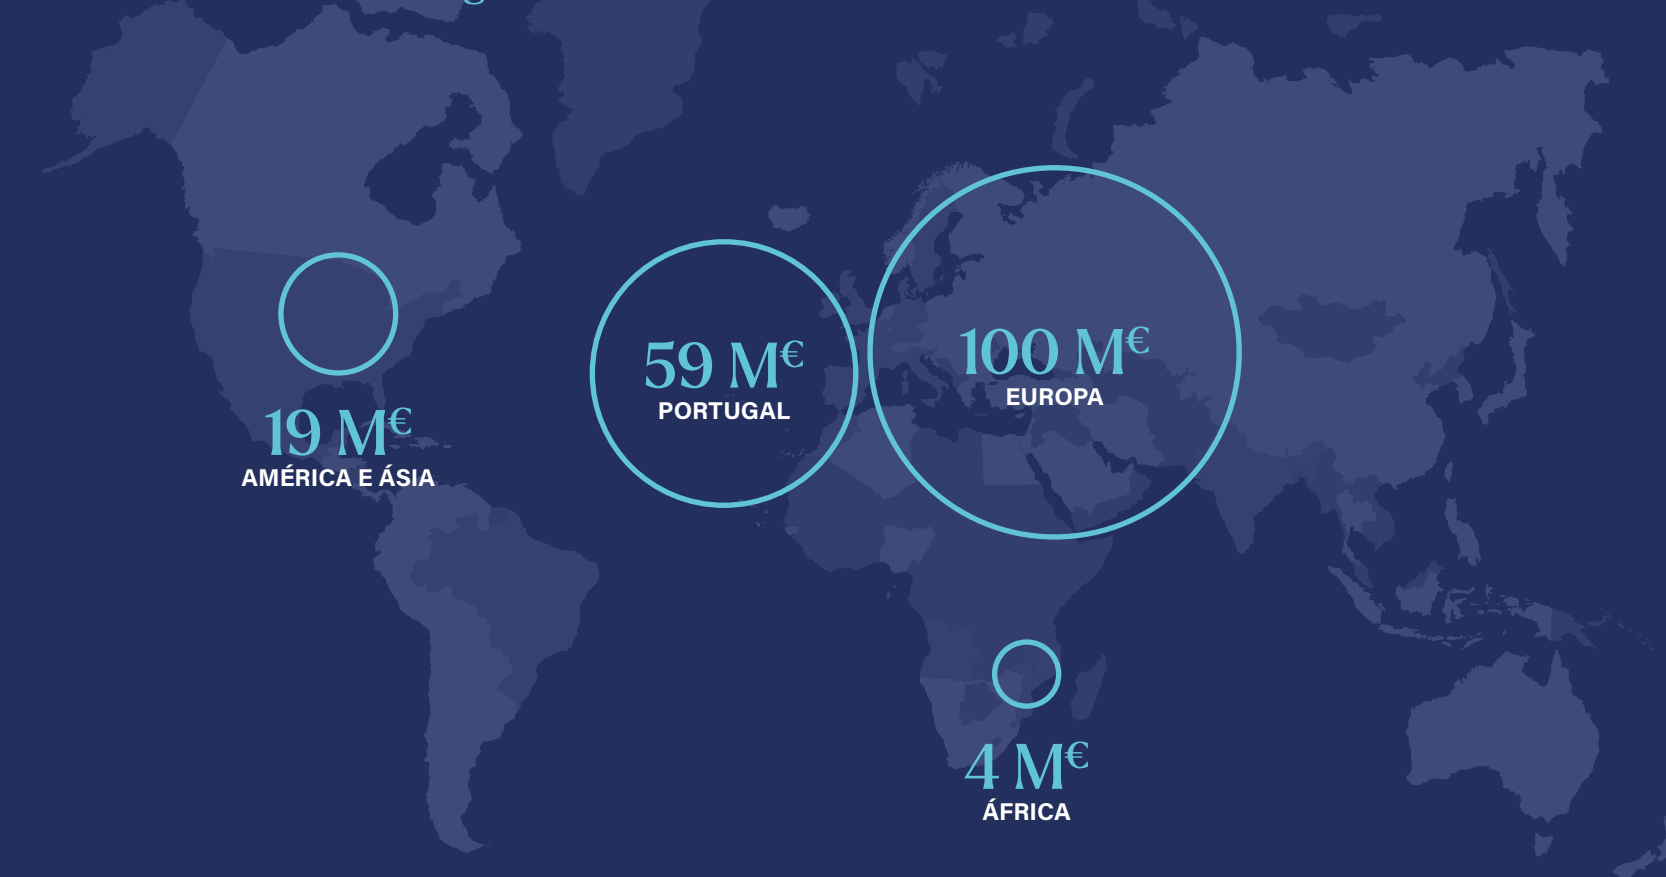 59 M€
PORTUGAL
100 M€
EUROPA
19 M€
AMÉRICA E ÁSIA
4 M€
ÁFRICA